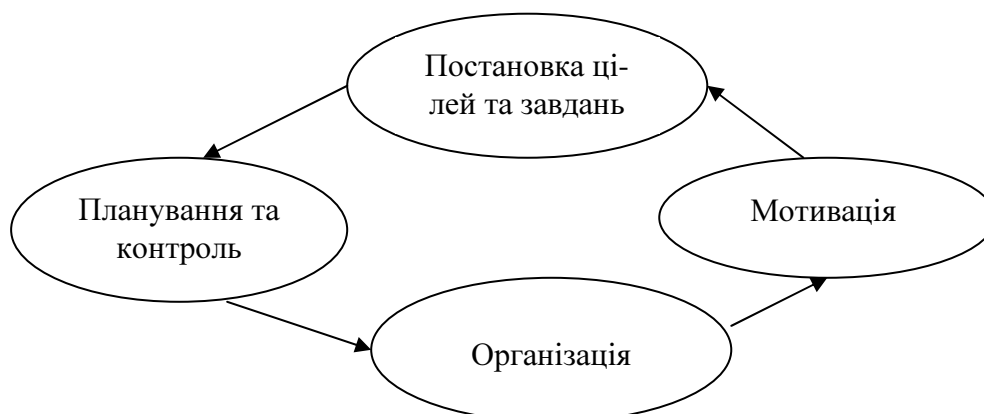 Постановка ці-
лей та завдань
Планування та
контроль
Мотивація
Організація